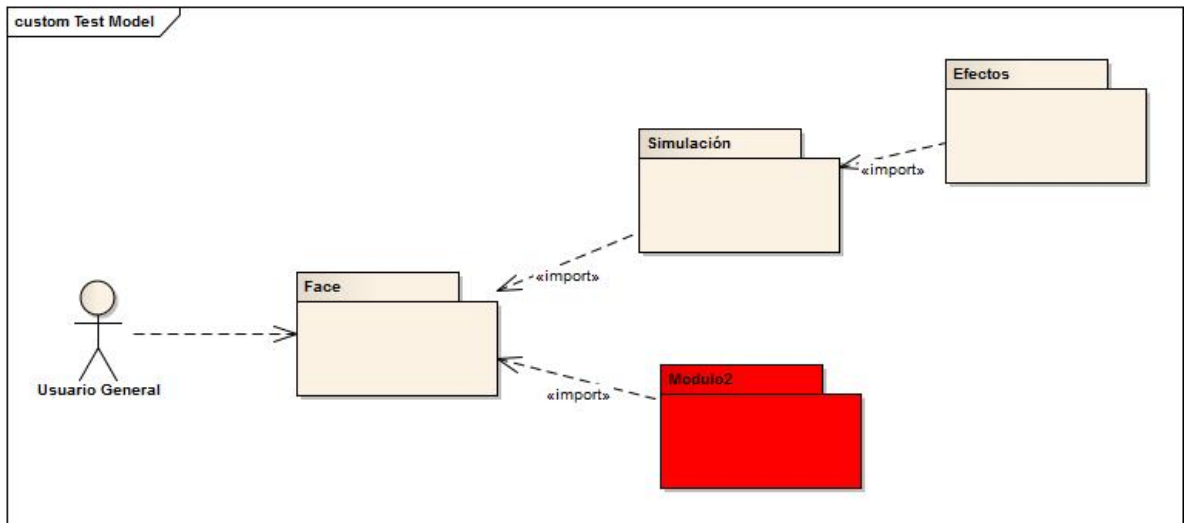 custom Test Model
Efectos
Simulación
«import»
«import»
Face
Usuario General
Modulo2
«import»